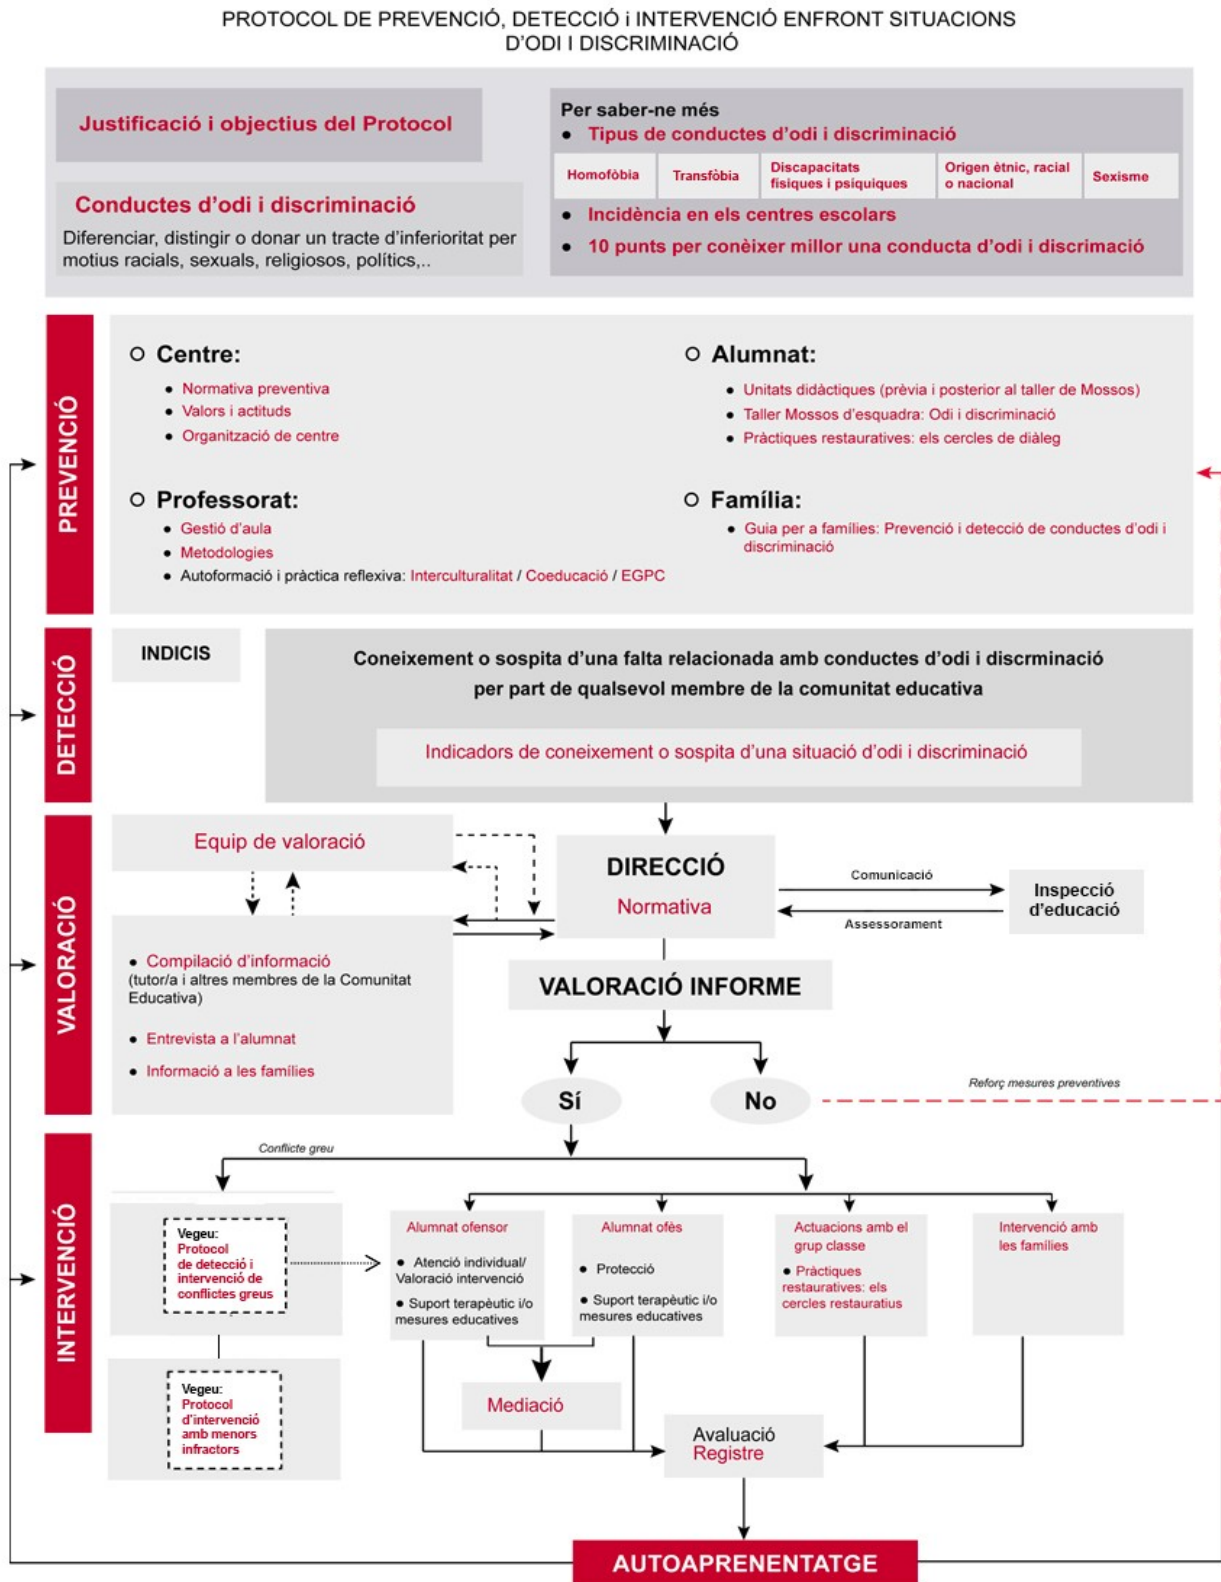 PROTOCOL DE PREVENCIÓ, DETECCIÓ i INTERVENCIÓ ENFRONT SITUACIONS
D'ODI I DISCRIMINACIÓ
Justificació i objectius del Protocol
Conductes d'odi i discriminació
Diferenciar, distingir o donar un tracte d'inferioritat per
motius racials, sexuals, religiosos, polítics,..
Per saber-ne més
● Tipus de conductes d'odi i discriminació
Homofòbia
Transfòbia
Discapacitats
físiques i psíquiques
Origen ètnic, racial
o nacional
Sexisme
● Incidència en els centres escolars
● 10 punts per conèixer millor una conducta d'odi i discrimació
PREVENCIÓ
Centre:
● Normativa preventiva
● Valors i actituds
● Organització de centre
Alumnat:
● Unitats didàctiques (prèvia i posterior al taller de Mossos)
● Taller Mossos d'esquadra: Odi i discriminació
● Pràctiques restauratives: els cercles de diàleg
Professorat:
● Gestió d'aula
● Metodologies
● Autoformació i pràctica reflexiva: Interculturalitat / Coeducació / EGPC
Família:
● Guia per a famílies: Prevenció i detecció de conductes d'odi i
discriminació
DETECCIÓ
INDICIS
Coneixement o sospita d'una falta relacionada amb conductes d'odi i discrminació
per part de qualsevol membre de la comunitat educativa
Indicadors de coneixement o sospita d'una situació d'odi i discriminació
VALORACIÓ
Equip de valoració
DIRECCIÓ
Normativa
Comunicació
Assessorament
Inspecció
d'educació
● Compilació d'informació
(tutor/a i altres membres de la Comunitat
Educativa)
● Entrevista a l'alumnat
● Informació a les famílies
VALORACIÓ INFORME
Sí
No
Reforç mesures preventives
INTERVENCIÓ
Conflicte greu
Vegeu:
Protocol
de detecció i
intervenció de
conflictes greus
Vegeu:
Protocol
d'intervenció
amb menors
infractors
Alumnat ofensor
● Atenció individual/
Valoració intervenció
● Suport terapèutic i/o
mesures educatives
Alumnat ofès
● Protecció
● Suport terapèutic i/o
mesures educatives
Actuacions amb el
grup classe
● Pràctiques
restauratives: els
cercles restauratius
Intervenció amb
les famílies
Mediació
Avaluació
Registre
AUTOAPRENENTATGE